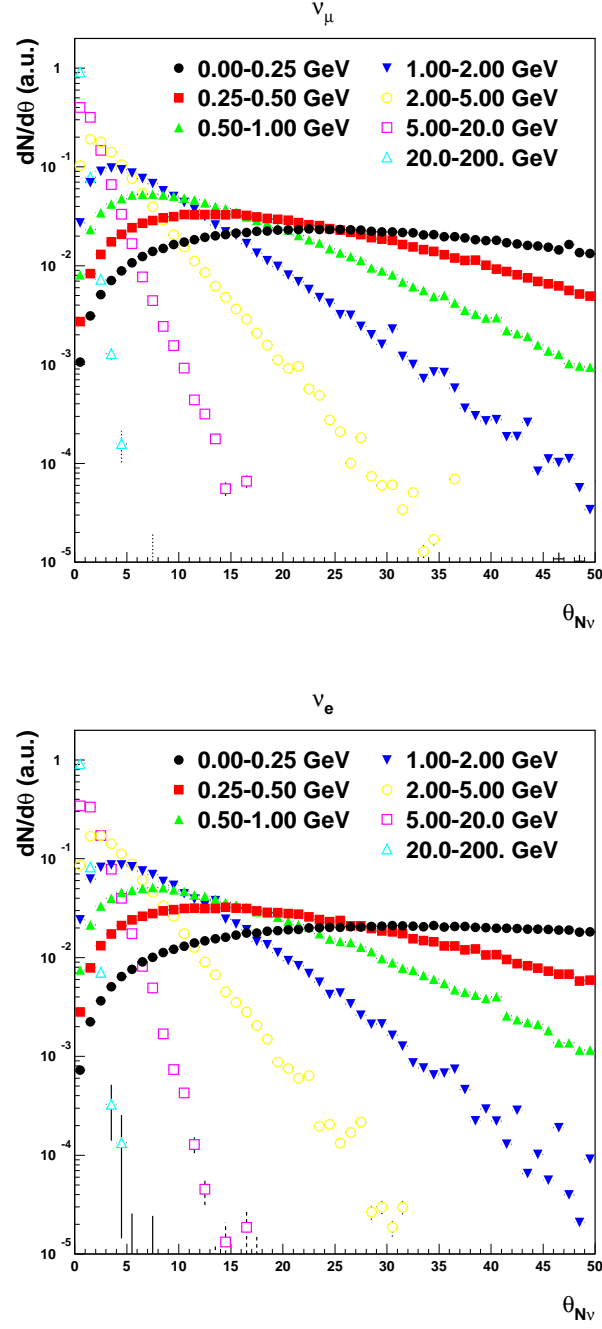 ν_μ
dN/dθ (a.u.)
0.00-0.25 GeV
0.25-0.50 GeV
0.50-1.00 GeV
1.00-2.00 GeV
2.00-5.00 GeV
5.00-20.0 GeV
20.0-200. GeV
1
10^-1
10^-2
10^-3
10^-4
10^-5
0 5 10 15 20 25 30 35 40 45 50
θ_Nν
ν_e
dN/dθ (a.u.)
0.00-0.25 GeV
0.25-0.50 GeV
0.50-1.00 GeV
1.00-2.00 GeV
2.00-5.00 GeV
5.00-20.0 GeV
20.0-200. GeV
1
10^-1
10^-2
10^-3
10^-4
10^-5
0 5 10 15 20 25 30 35 40 45 50
θ_Nν